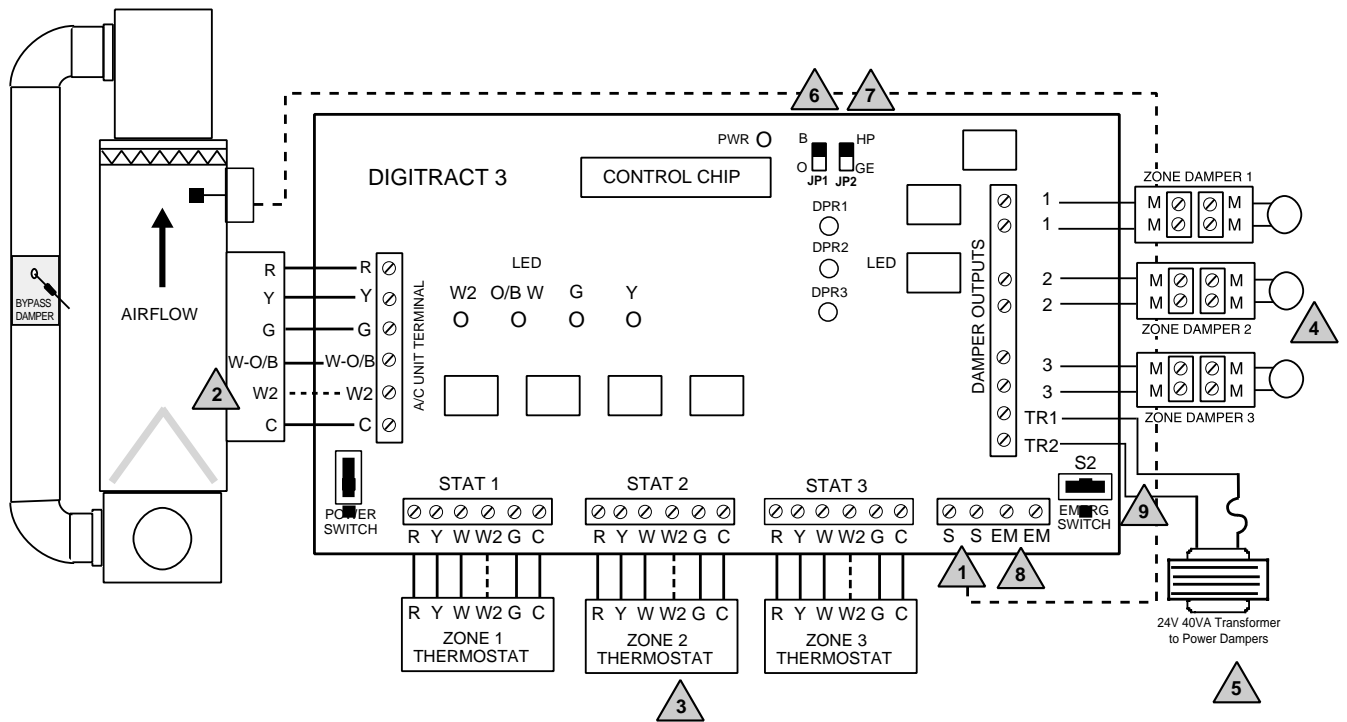 6 7
PWR
B HP
O GE
JP1 JP2
DIGITRACT 3
CONTROL CHIP
ZONE DAMPER 1
M M
M M
1
1
DPR1
DPR2
DPR3
LED
LED
W2 O/B W G Y
DAMPER OUTPUTS
2
2
M M
M M
ZONE DAMPER 2
4
3
3
M M
M M
ZONE DAMPER 3
TR1
TR2
BYPASS
DAMPER
AIRFLOW
R R
Y Y
G G
W-O/B W-O/B
2
W2 W2
C C
A/C UNIT TERMINAL
POWER
SWITCH
STAT 1 STAT 2 STAT 3
S2
EMERG
SWITCH
9
R Y W W2 G C R Y W W2 G C R Y W W2 G C S S EM EM
1 8
R Y W W2 G C R Y W W2 G C R Y W W2 G C
ZONE 1
THERMOSTAT
ZONE 2
THERMOSTAT
ZONE 3
THERMOSTAT
3
24V 40VA Transformer
to Power Dampers
5